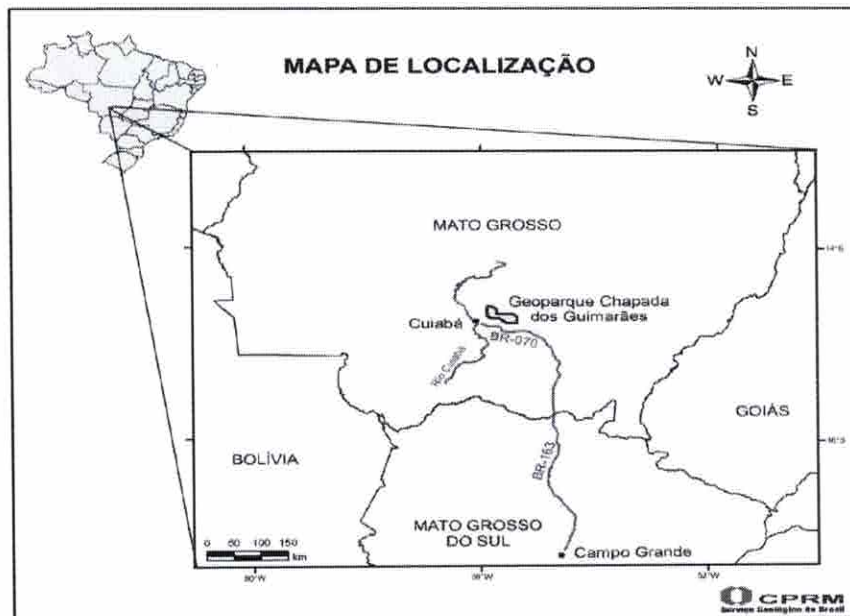 MAPA DE LOCALIZAÇÃO
N
W E
S
MATO GROSSO
14°S
Geoparque Chapada
dos Guimarães
Cuiabá
BR-070
Rio Cuiabá
GOIÁS
BOLÍVIA
BR-163
MATO GROSSO
DO SUL
0 50 100 150
km
Campo Grande
CPRM
Serviço Geológico do Brasil